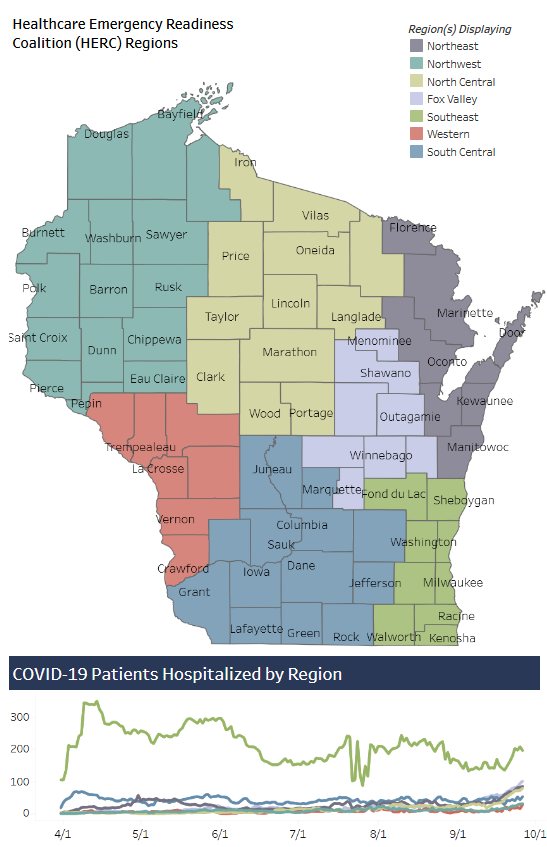 Healthcare Emergency Readiness
Coalition (HERC) Regions
Region(s) Displaying
Northeast
Northwest
North Central
Fox Valley
Southeast
Western
South Central
Bayfield
Douglas
Iron
Vilas
Florence
Burnett
Washburn
Sawyer
Price
Oneida
Polk
Barron
Rusk
Lincoln
Taylor
Langlade
Marinette
Door
Saint Croix
Dunn
Chippewa
Menominee
Marathon
Oconto
Shawano
Clark
Eau Claire
Pierce
Pepin
Kewaunee
Wood
Portage
Outagamie
Trempealeau
Manitowoc
Winnebago
La Crosse
Juneau
Marquette
Fond du Lac
Sheboygan
Vernon
Columbia
Sauk
Washington
Crawford
Iowa
Dane
Jefferson
Milwaukee
Grant
Lafayette
Green
Rock
Walworth
Racine
Kenosha
COVID-19 Patients Hospitalized by Region
300
200
100
0
4/1
5/1
6/1
7/1
8/1
9/1
10/1